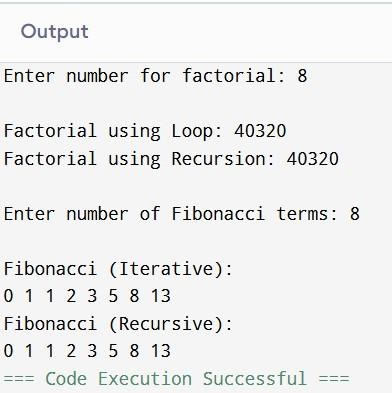 Output
Enter number for factorial: 8
Factorial using Loop: 40320
Factorial using Recursion: 40320
Enter number of Fibonacci terms: 8
Fibonacci (Iterative):
0 1 1 2 3 5 8 13
Fibonacci (Recursive):
0 1 1 2 3 5 8 13
=== Code Execution Successful ===